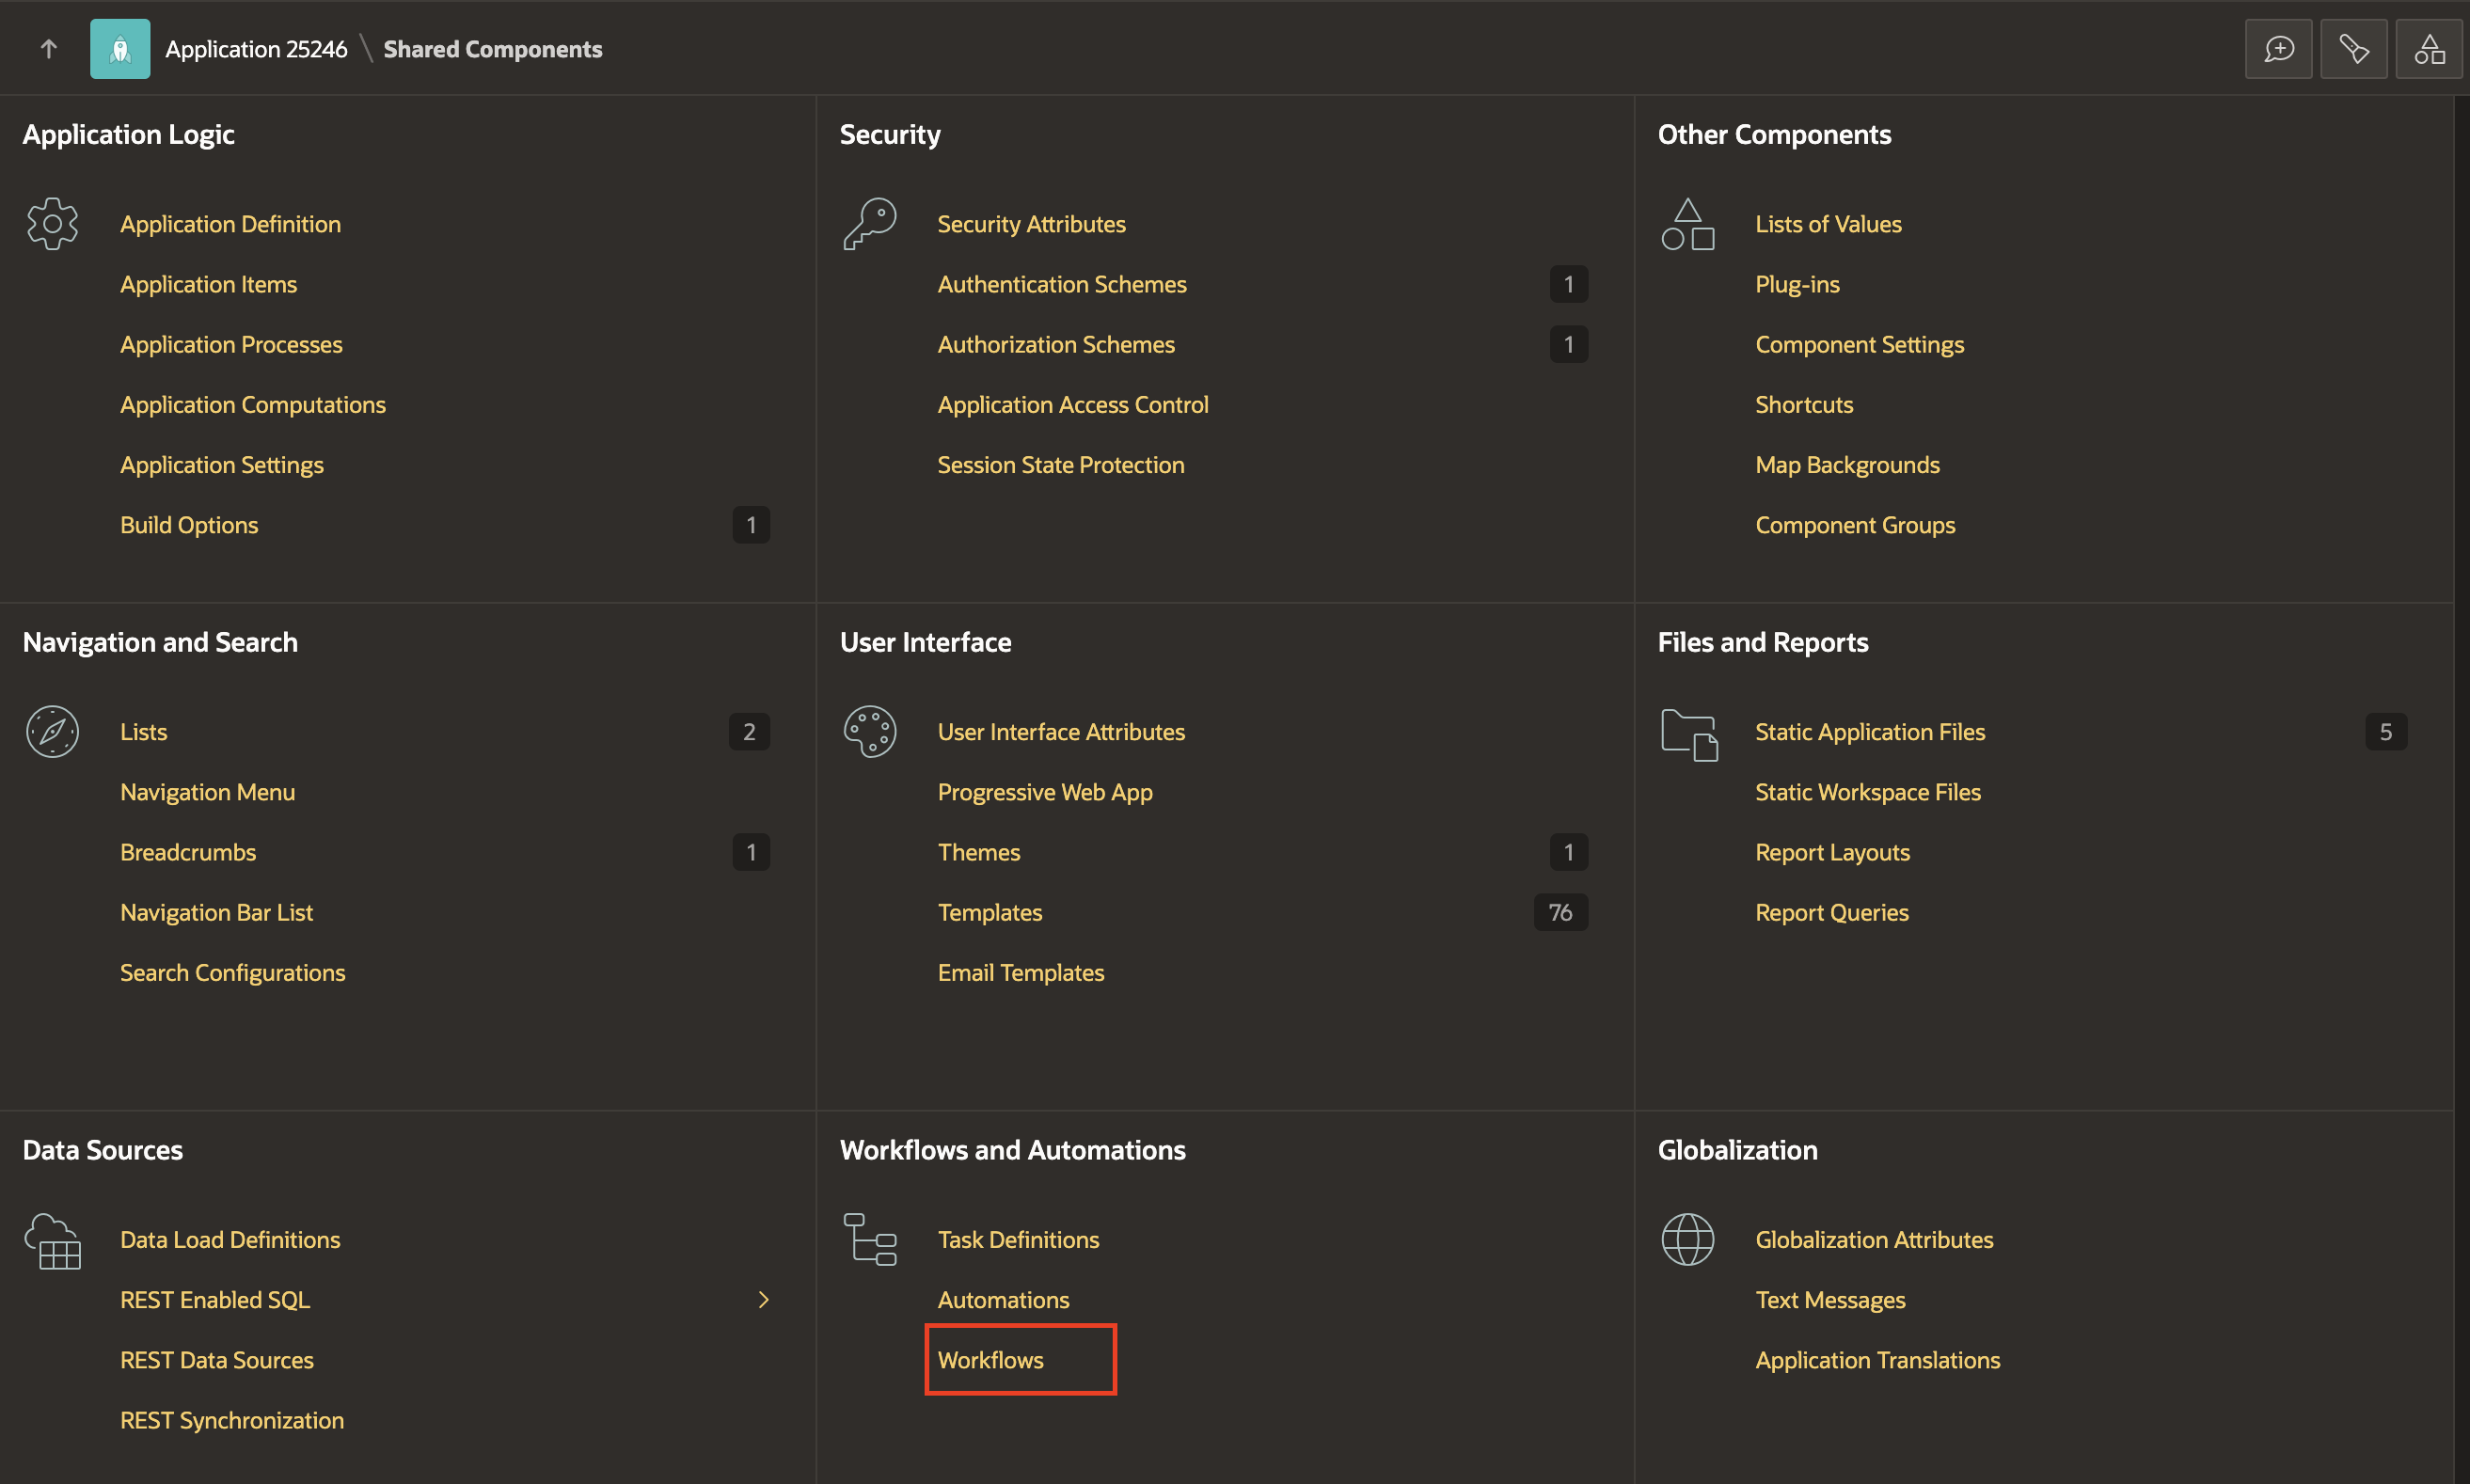 Application 25246 \ Shared Components
Application Logic
Application Definition
Application Items
Application Processes
Application Computations
Application Settings
Build Options 1
Security
Security Attributes
Authentication Schemes 1
Authorization Schemes 1
Application Access Control
Session State Protection
Other Components
Lists of Values
Plug-ins
Component Settings
Shortcuts
Map Backgrounds
Component Groups
Navigation and Search
Lists 2
Navigation Menu
Breadcrumbs 1
Navigation Bar List
Search Configurations
User Interface
User Interface Attributes
Progressive Web App
Themes 1
Templates 76
Email Templates
Files and Reports
Static Application Files 5
Static Workspace Files
Report Layouts
Report Queries
Data Sources
Data Load Definitions
REST Enabled SQL
REST Data Sources
REST Synchronization
Workflows and Automations
Task Definitions
Automations
Workflows
Globalization
Globalization Attributes
Text Messages
Application Translations